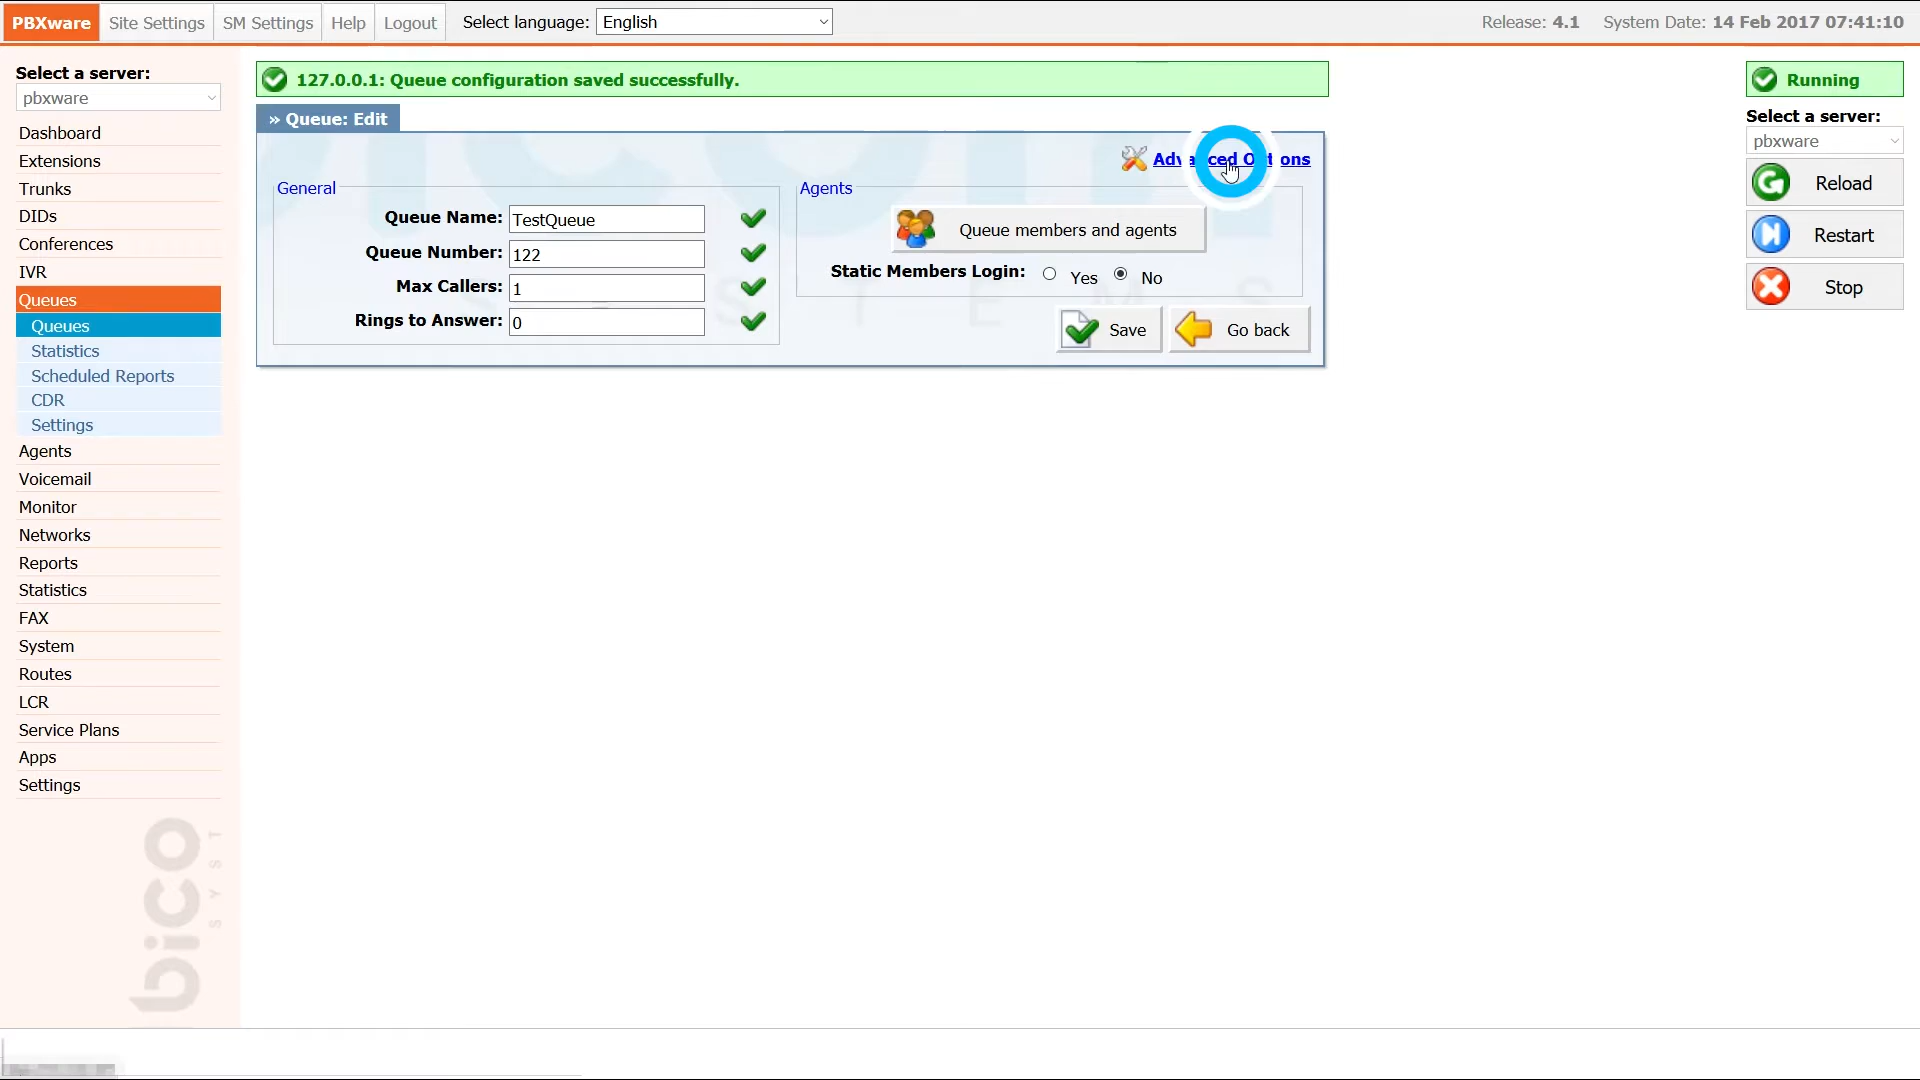 PBXware Site Settings SM Settings Help Logout Select language: English Release: 4.1 System Date: 14 Feb 2017 07:41:10
Select a server:
pbxware
Dashboard
Extensions
Trunks
DIDs
Conferences
IVR
Queues
Queues
Statistics
Scheduled Reports
CDR
Settings
Agents
Voicemail
Monitor
Networks
Reports
Statistics
FAX
System
Routes
LCR
Service Plans
Apps
Settings
bico
SYST
127.0.0.1: Queue configuration saved successfully.
» Queue: Edit
Advanced Options
General
Queue Name: TestQueue
Queue Number: 122
Max Callers: 1
Rings to Answer: 0
Agents
Queue members and agents
Static Members Login: Yes No
Save Go back
Running
Select a server:
pbxware
Reload
Restart
Stop